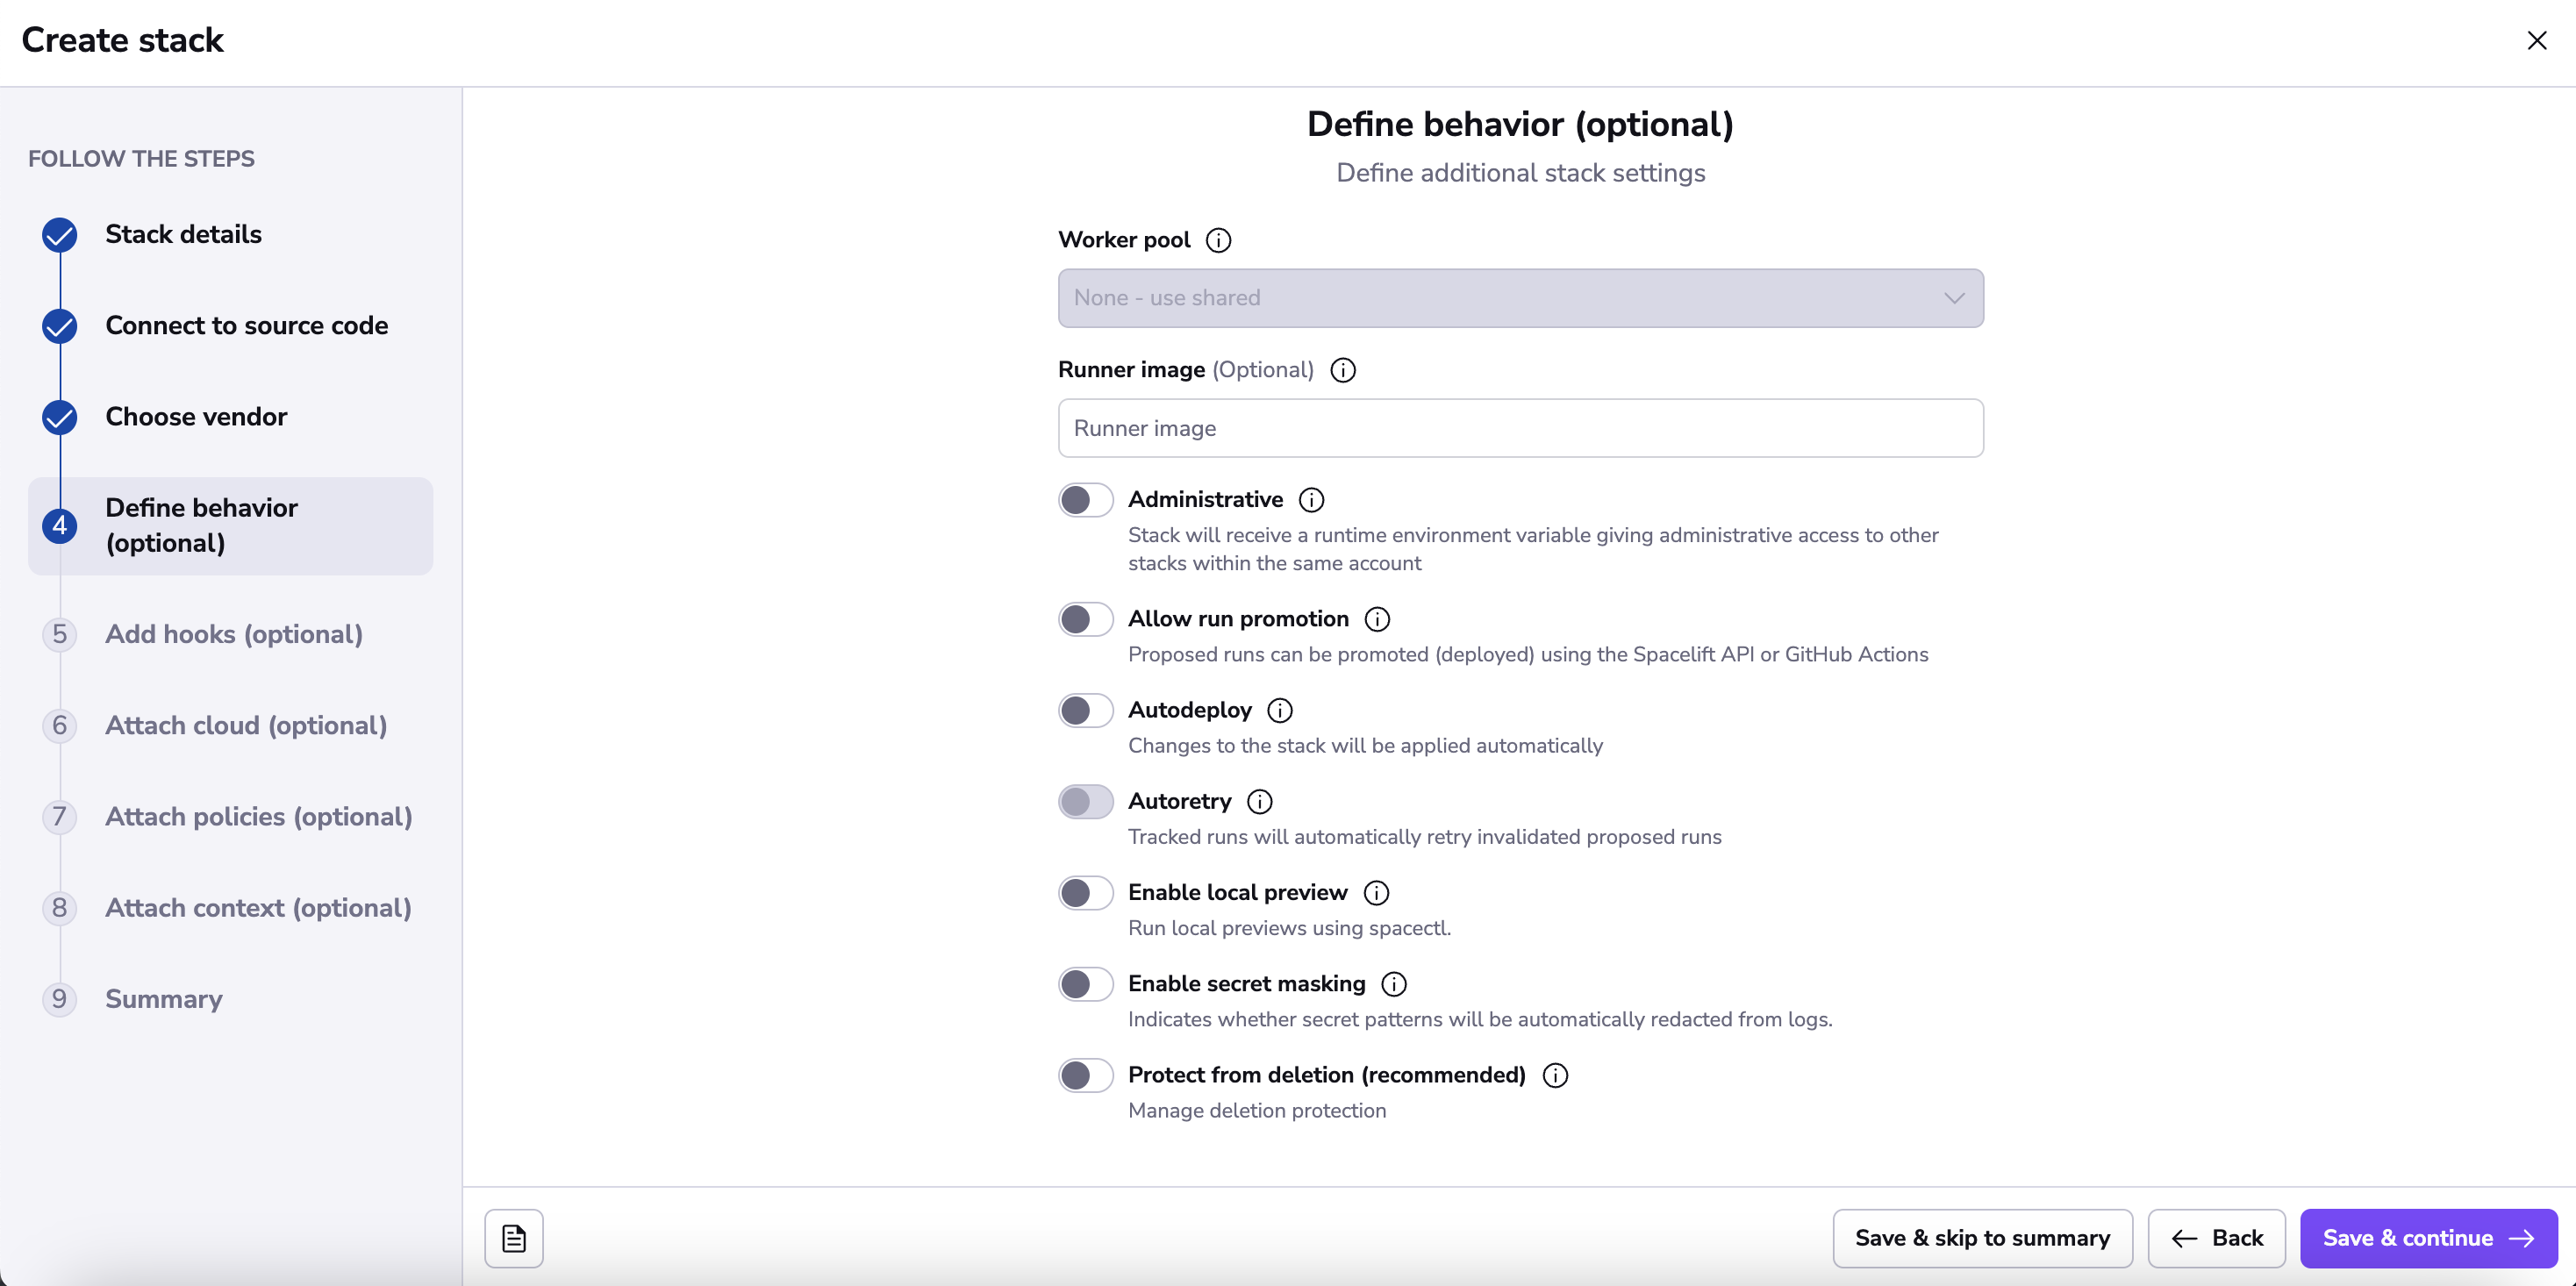 Create stack
FOLLOW THE STEPS
Stack details
Connect to source code
Choose vendor
4
Define behavior
(optional)
5
Add hooks (optional)
6
Attach cloud (optional)
7
Attach policies (optional)
8
Attach context (optional)
9
Summary
Define behavior (optional)
Define additional stack settings
Worker pool
None - use shared
Runner image (Optional)
Runner image
Administrative
Stack will receive a runtime environment variable giving administrative access to other
stacks within the same account
Allow run promotion
Proposed runs can be promoted (deployed) using the Spacelift API or GitHub Actions
Autodeploy
Changes to the stack will be applied automatically
Autoretry
Tracked runs will automatically retry invalidated proposed runs
Enable local preview
Run local previews using spacectl.
Enable secret masking
Indicates whether secret patterns will be automatically redacted from logs.
Protect from deletion (recommended)
Manage deletion protection
Save & skip to summary
Back
Save & continue